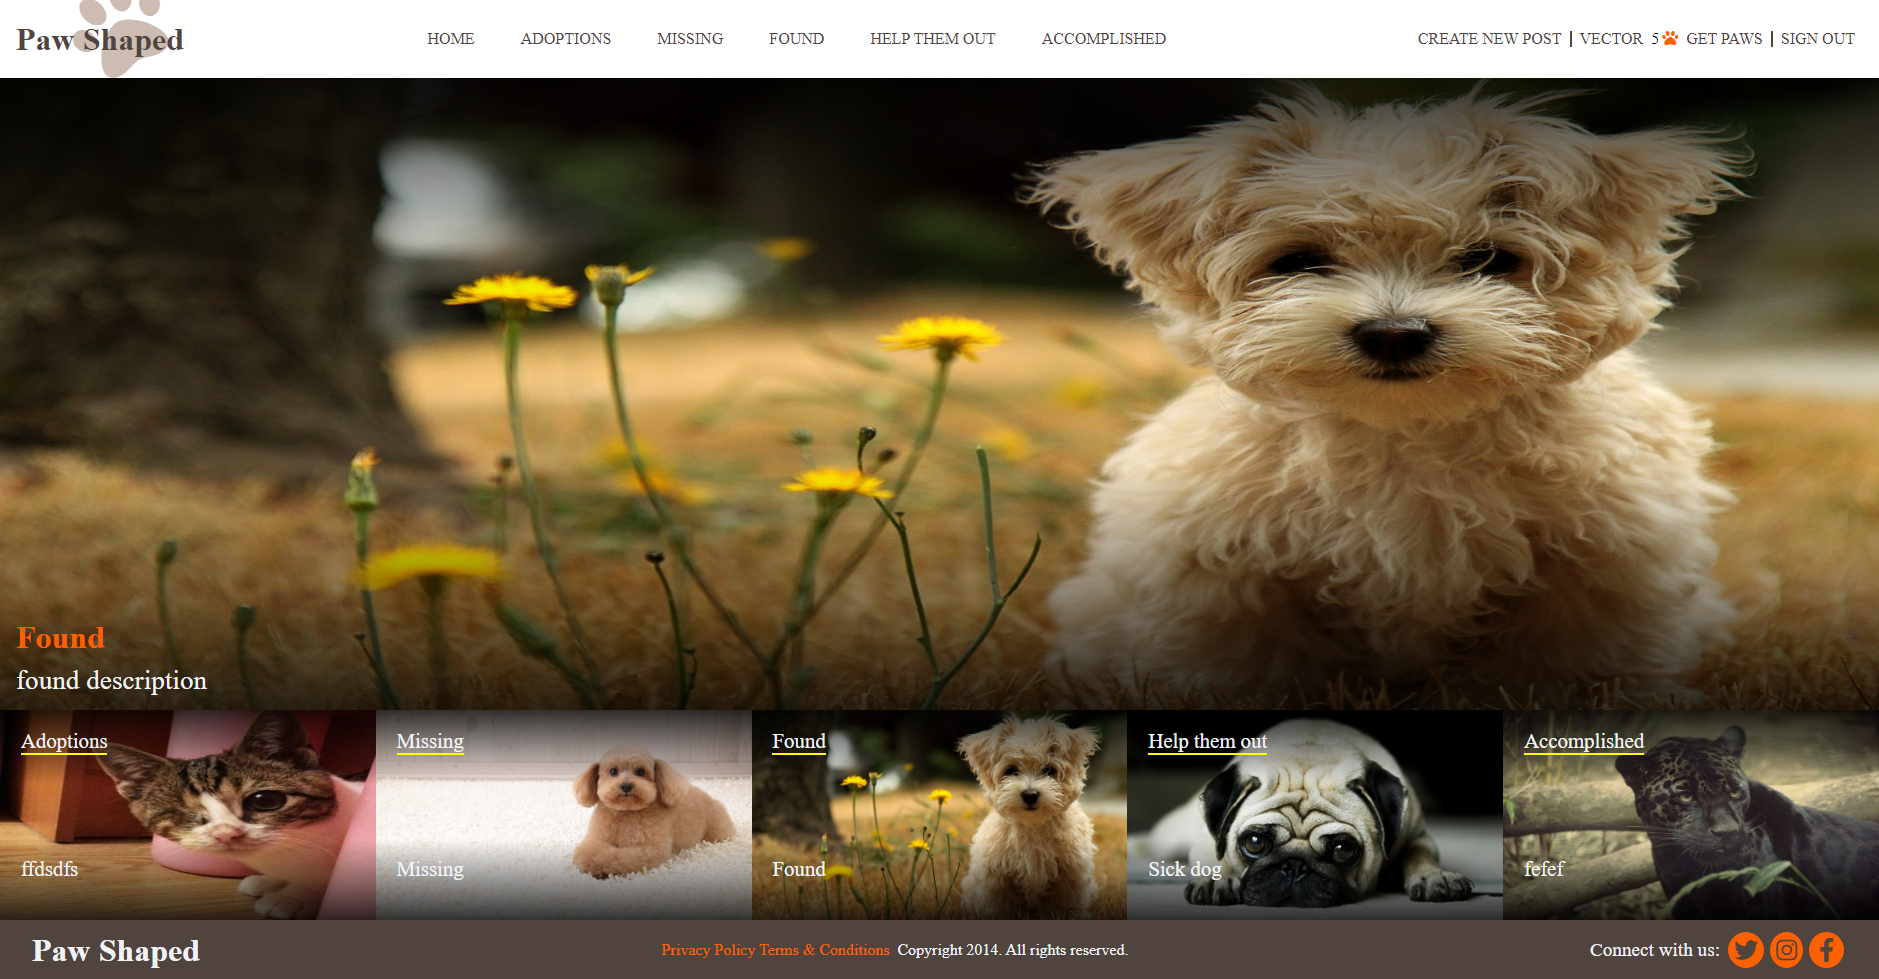 Paw Shaped
HOME ADOPTIONS MISSING FOUND HELP THEM OUT ACCOMPLISHED
CREATE NEW POST | VECTOR 5 GET PAWS | SIGN OUT
Found
found description
Adoptions
ffdsdfs
Missing
Missing
Found
Found
Help them out
Sick dog
Accomplished
fefef
Paw Shaped
Privacy Policy Terms & Conditions Copyright 2014. All rights reserved.
Connect with us: